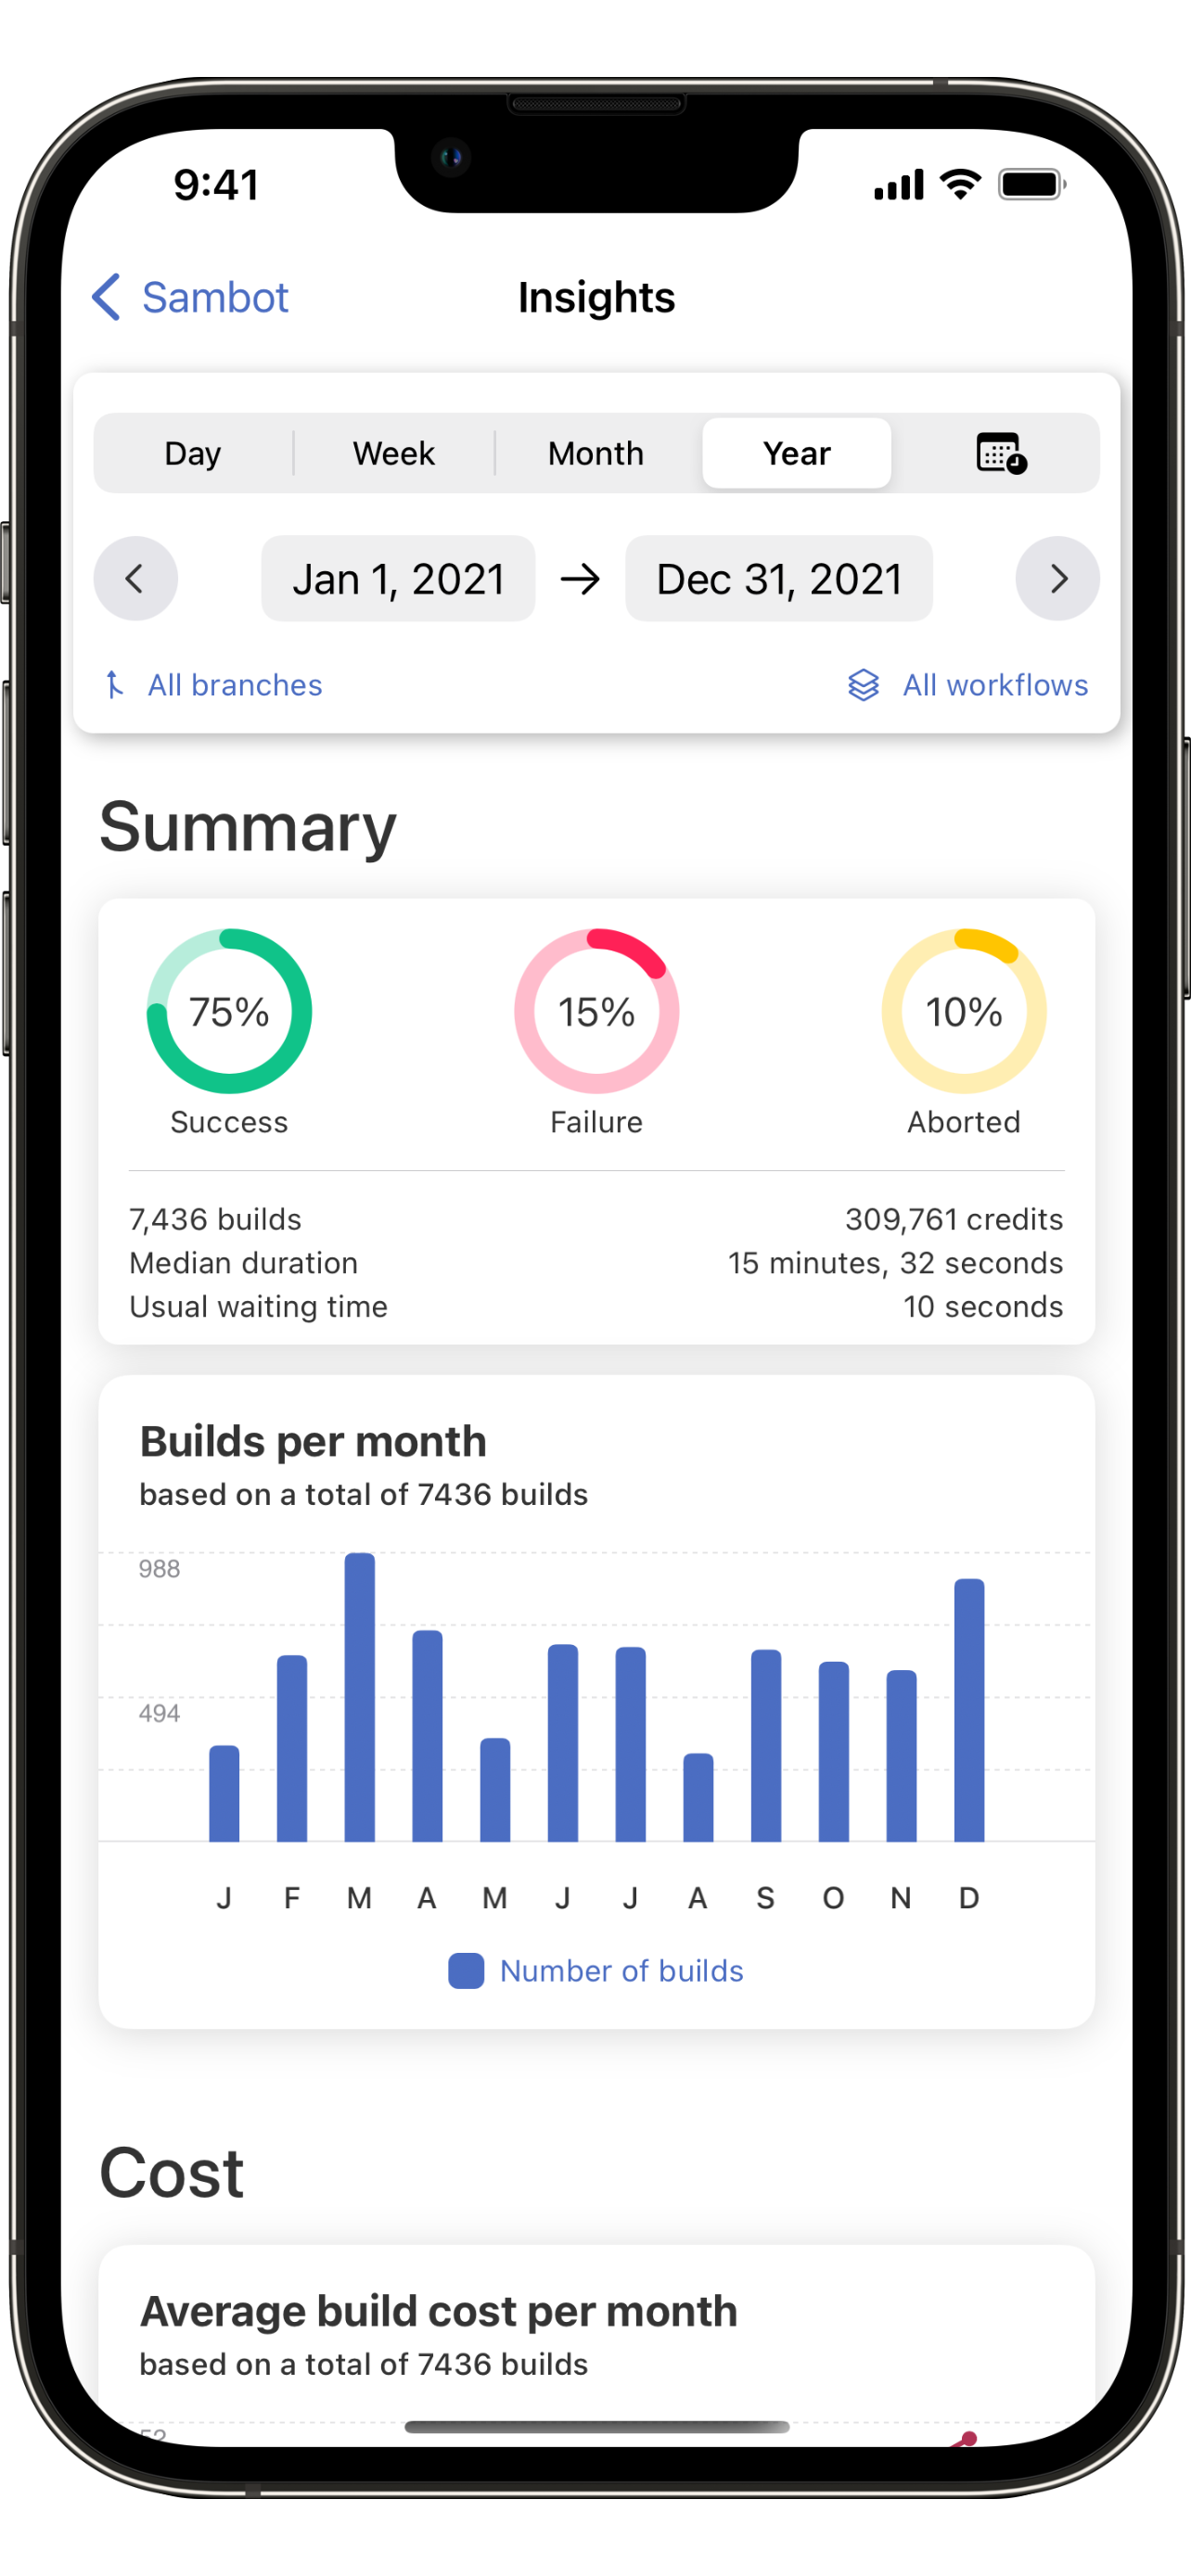 9:41
Sambot
Insights
Day Week Month Year
Jan 1, 2021 → Dec 31, 2021
All branches All workflows
Summary
75% 15% 10%
Success Failure Aborted
7,436 builds 309,761 credits
Median duration 15 minutes, 32 seconds
Usual waiting time 10 seconds
Builds per month
based on a total of 7436 builds
988
494
J F M A M J J A S O N D
Number of builds
Cost
Average build cost per month
based on a total of 7436 builds